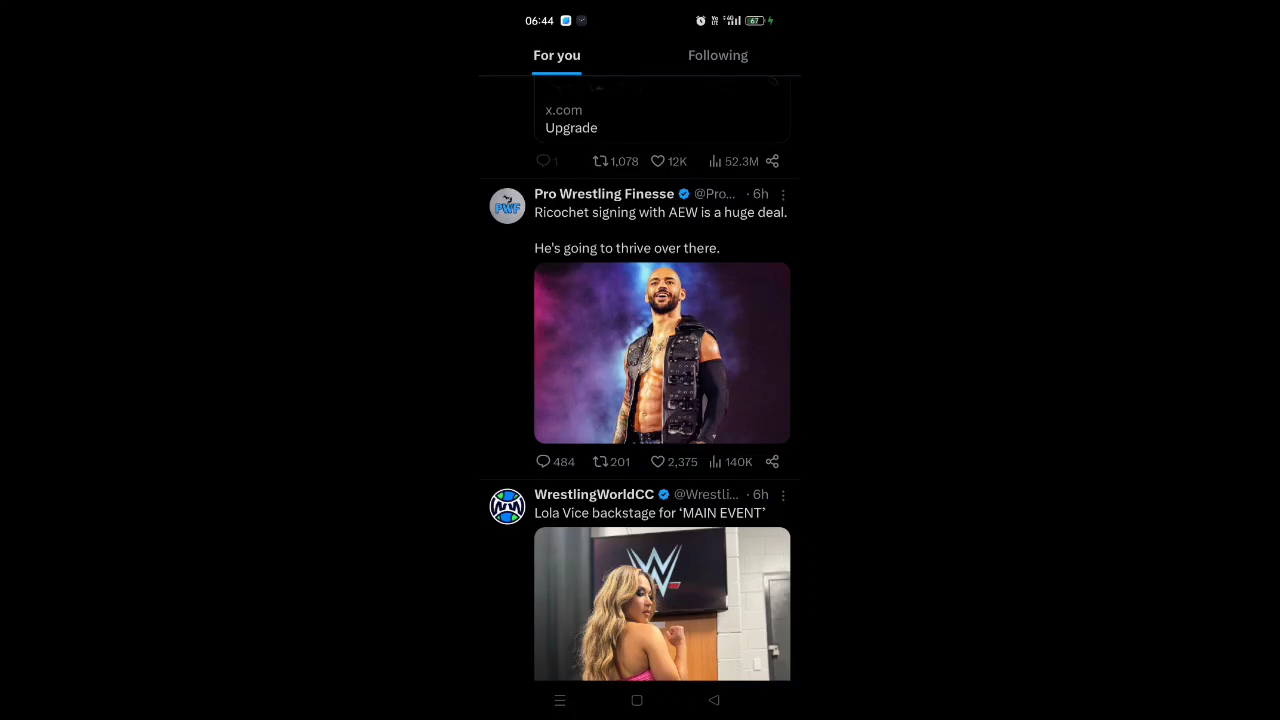 06:44
67
For you Following
x.com
Upgrade
1 1,078 12K 52.3M
Pro Wrestling Finesse @Pro... · 6h
PWF
Ricochet signing with AEW is a huge deal.
He's going to thrive over there.
484 201 2,375 140K
WrestlingWorldCC @Wrestli... · 6h
Lola Vice backstage for ‘MAIN EVENT’